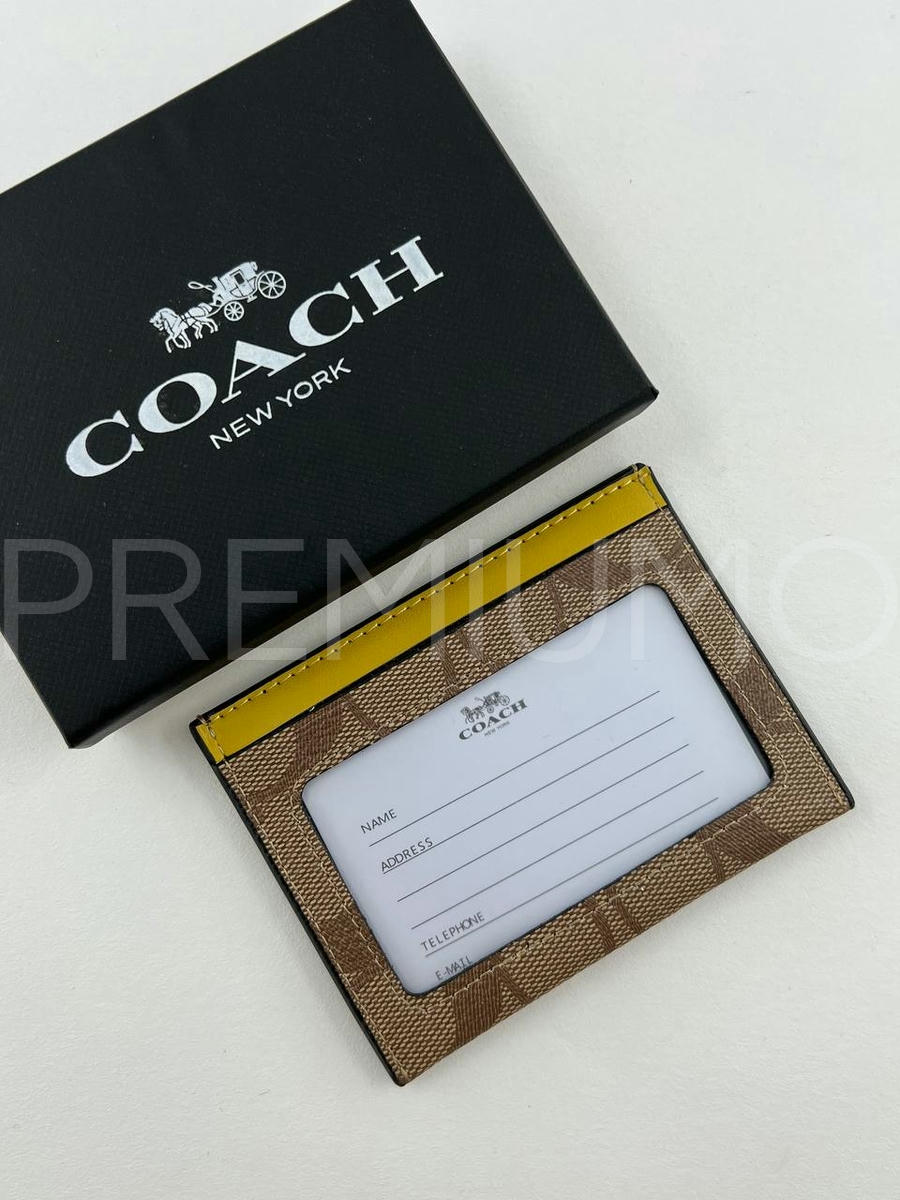 COACH
NEW YORK
PREMIUMO
COACH
NEW YORK
NAME
ADDRESS
TELEPHONE
E-MAIL